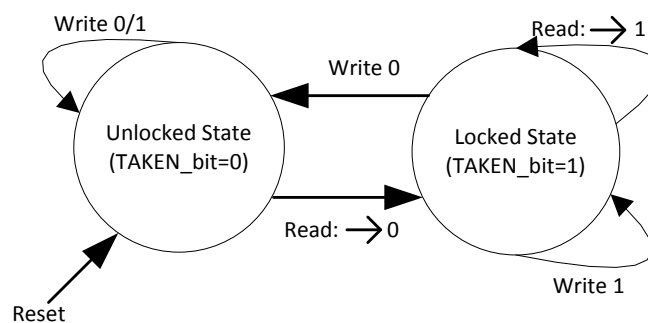 Write 0/1
Read: → 1
Write 0
Unlocked State
(TAKEN_bit=0)
Locked State
(TAKEN_bit=1)
Read: → 0
Write 1
Reset